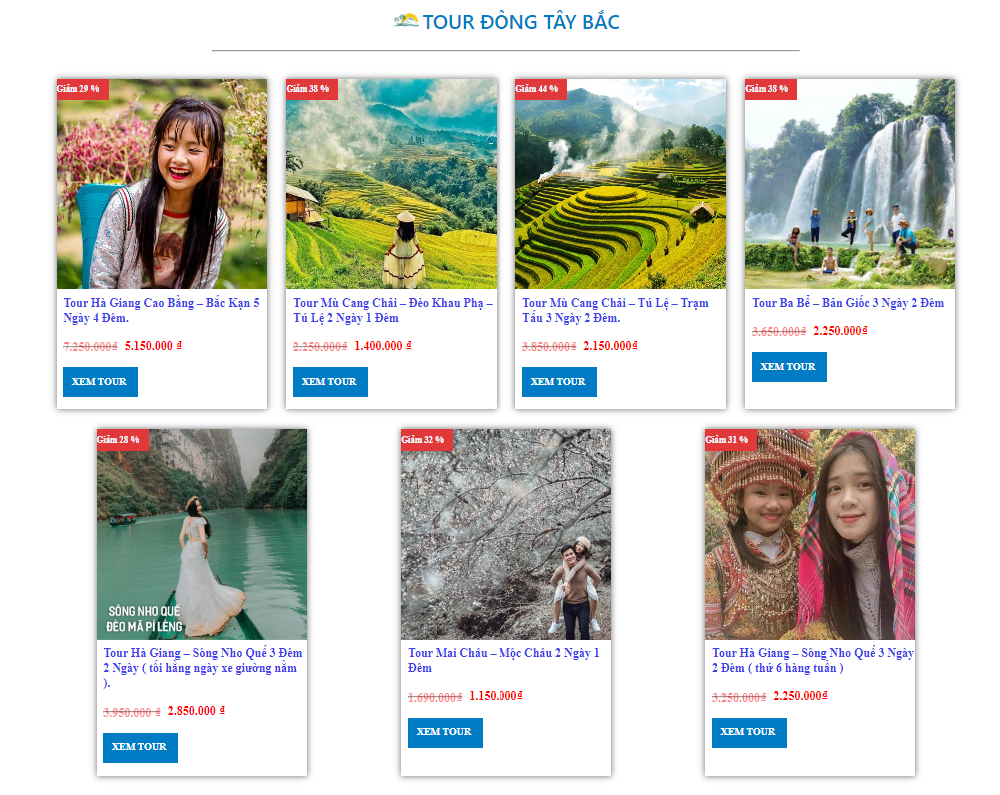 TOUR ĐÔNG TÂY BẮC
Giảm 29 %
Tour Hà Giang Cao Bằng – Bắc Kạn 5
Ngày 4 Đêm.
7.250.000₫ 5.150.000 ₫
XEM TOUR
Giảm 38 %
Tour Mù Cang Chải – Đèo Khau Phạ –
Tú Lệ 2 Ngày 1 Đêm
2.250.000₫ 1.400.000 ₫
XEM TOUR
Giảm 44 %
Tour Mù Cang Chải – Tú Lệ – Trạm
Tấu 3 Ngày 2 Đêm.
3.850.000₫ 2.150.000₫
XEM TOUR
Giảm 38 %
Tour Ba Bể – Bản Giốc 3 Ngày 2 Đêm
3.650.000₫ 2.250.000₫
XEM TOUR
Giảm 28 %
SÔNG NHO QUẾ
ĐÈO MÃ PÌ LÈNG
Tour Hà Giang – Sông Nho Quế 3 Đêm
2 Ngày ( tối hằng ngày xe giường nằm
).
3.950.000 ₫ 2.850.000 ₫
XEM TOUR
Giảm 32 %
Tour Mai Châu – Mộc Châu 2 Ngày 1
Đêm
1.690.000₫ 1.150.000₫
XEM TOUR
Giảm 31 %
Tour Hà Giang – Sông Nho Quế 3 Ngày
2 Đêm ( thứ 6 hàng tuần )
3.250.000₫ 2.250.000₫
XEM TOUR